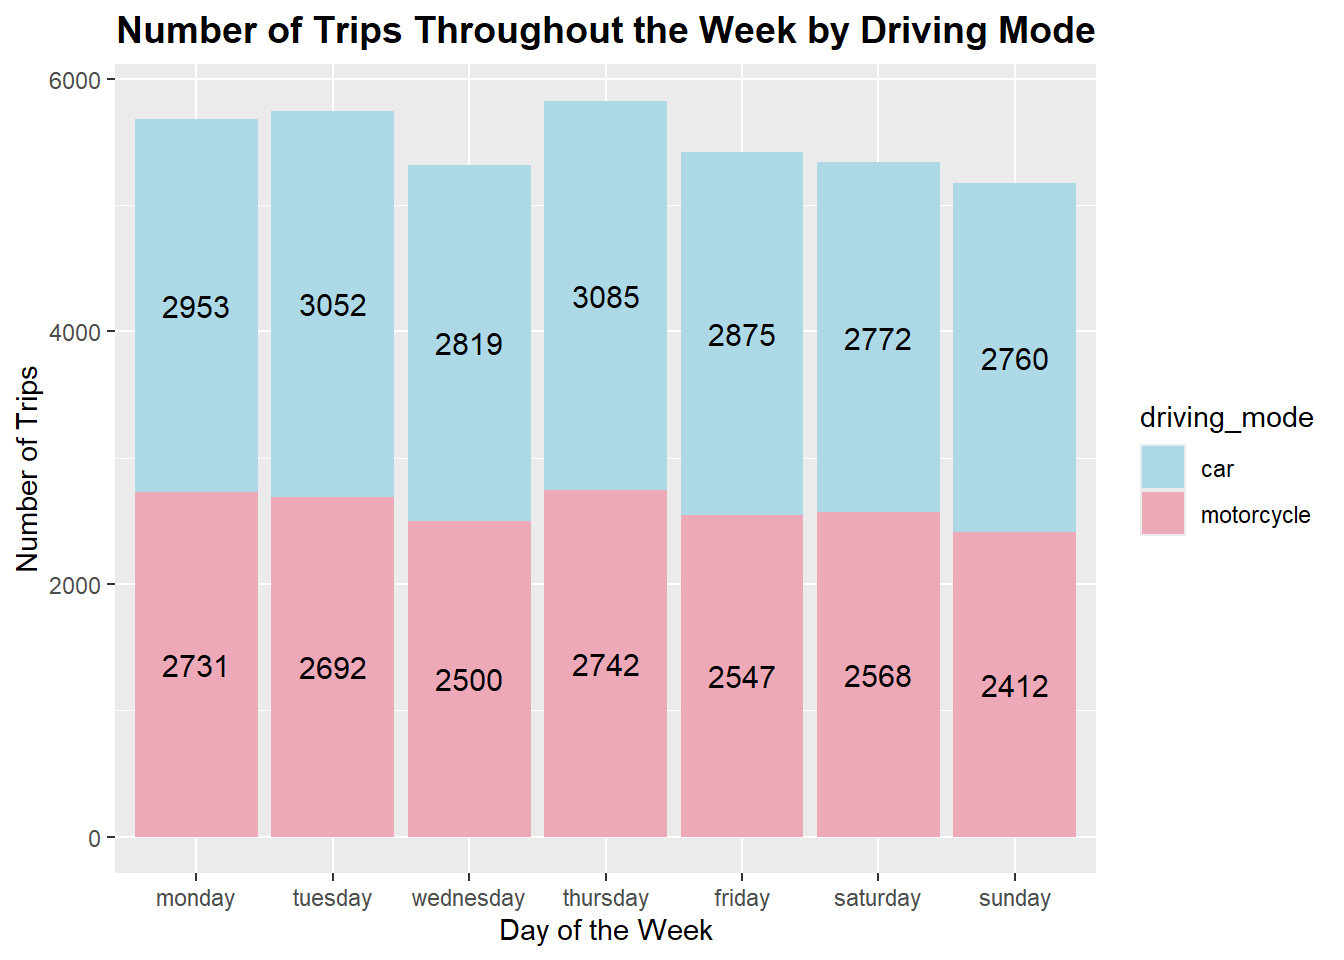 Number of Trips Throughout the Week by Driving Mode
6000
4000
2000
0
Number of Trips
2953
3052
2819
3085
2875
2772
2760
2731
2692
2500
2742
2547
2568
2412
monday
tuesday
wednesday
thursday
friday
saturday
sunday
Day of the Week
driving_mode
car
motorcycle